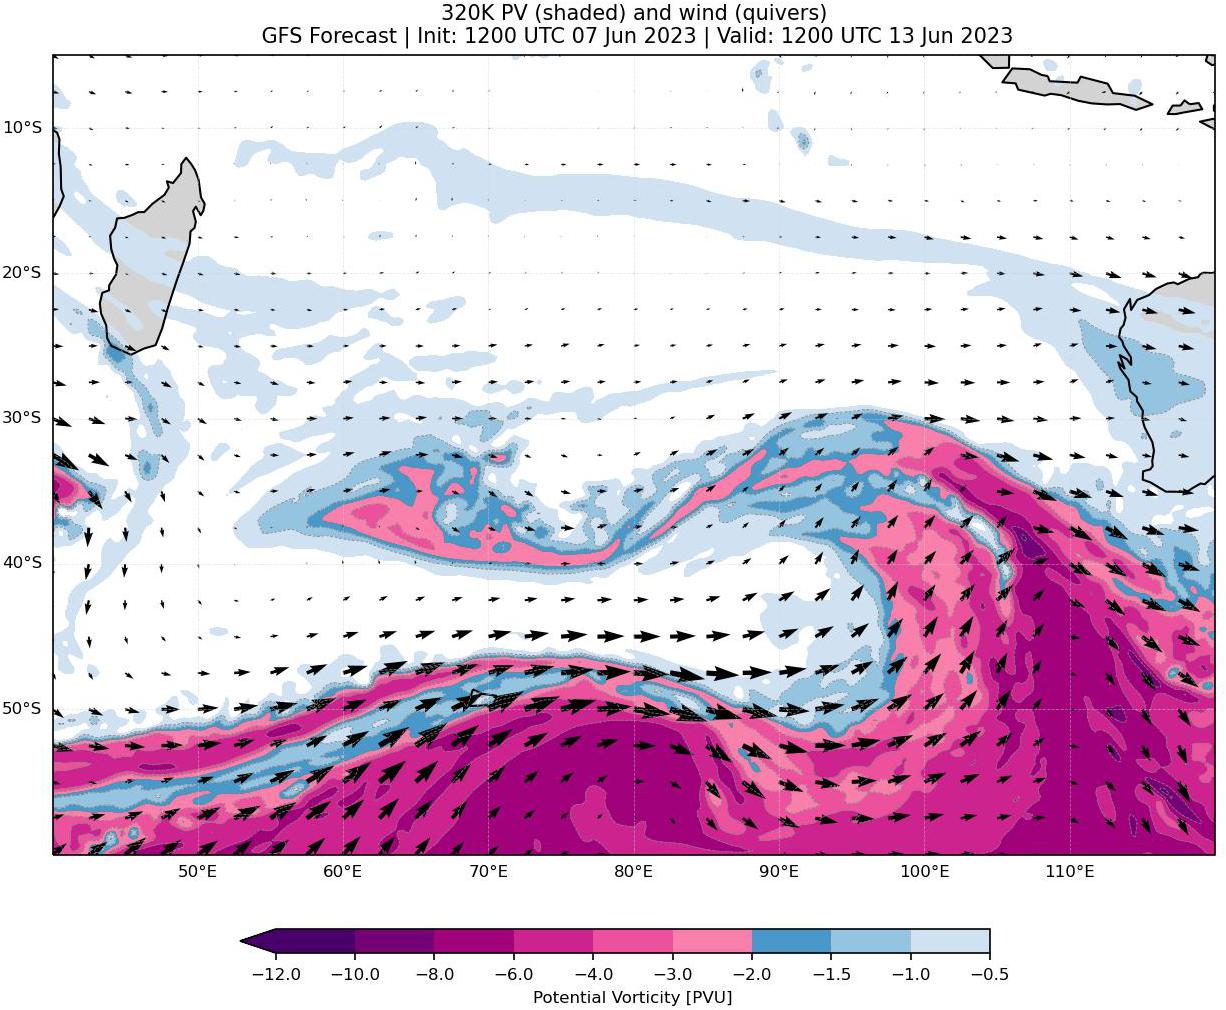 320K PV (shaded) and wind (quivers)
GFS Forecast | Init: 1200 UTC 07 Jun 2023 | Valid: 1200 UTC 13 Jun 2023
10°S
20°S
30°S
40°S
50°S
50°E 60°E 70°E 80°E 90°E 100°E 110°E
−12.0 −10.0 −8.0 −6.0 −4.0 −3.0 −2.0 −1.5 −1.0 −0.5
Potential Vorticity [PVU]